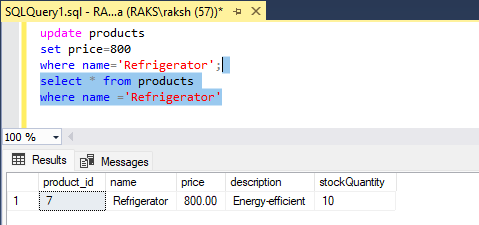 SQLQuery1.sql - RA...a (RAKS\raksh (57))*
update products
set price=800
where name='Refrigerator';
select * from products
where name ='Refrigerator'
100 %
Results Messages
product_id name price description stockQuantity
1 7 Refrigerator 800.00 Energy-efficient 10